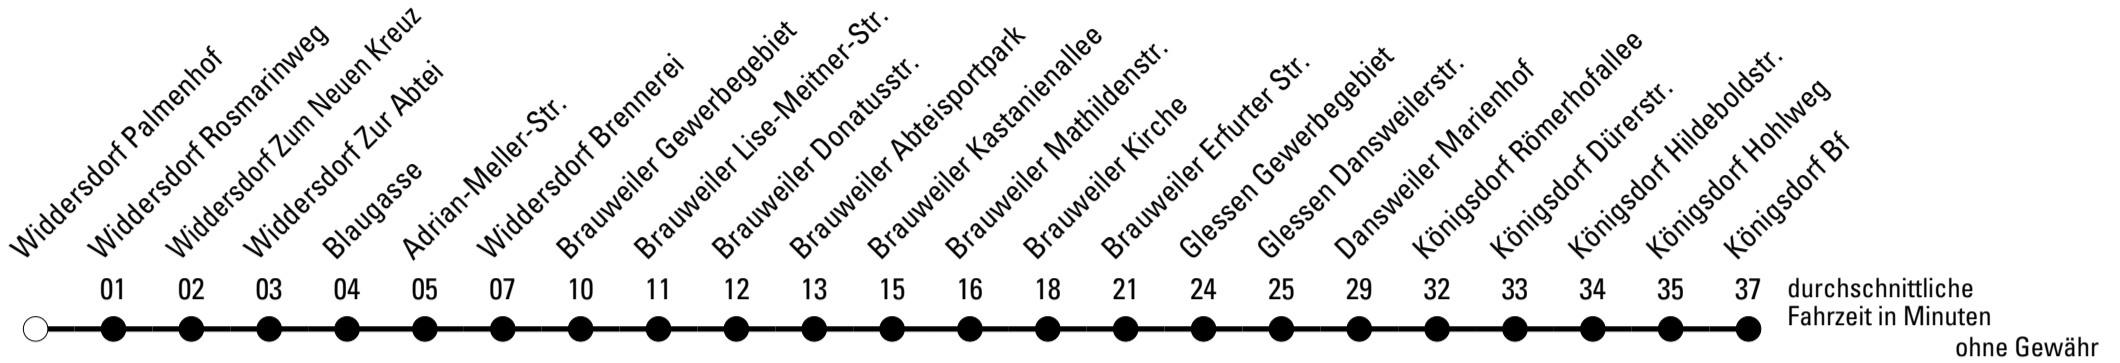 Widdersdorf Palmenhof
Widdersdorf Rosmarinweg
Widdersdorf Zum Neuen Kreuz
Widdersdorf Zur Abtei
Blaugasse
Adrian-Meller-Str.
Widdersdorf Brennerei
Brauweiler Gewerbegebiet
Brauweiler Lise-Meitner-Str.
Brauweiler Donatusstr.
Brauweiler Abteisportpark
Brauweiler Kastanienallee
Brauweiler Mathildenstr.
Brauweiler Kirche
Brauweiler Erfurter Str.
Glessen Gewerbegebiet
Glessen Dansweilerstr.
Dansweiler Marienhof
Königsdorf Römerhofallee
Königsdorf Dürerstr.
Königsdorf Hildeboldstr.
Königsdorf Hohlweg
Königsdorf Bf
01 02 03 04 05 07 10 11 12 13 15 16 18 21 24 25 29 32 33 34 35 37
durchschnittliche
Fahrzeit in Minuten
ohne Gewähr